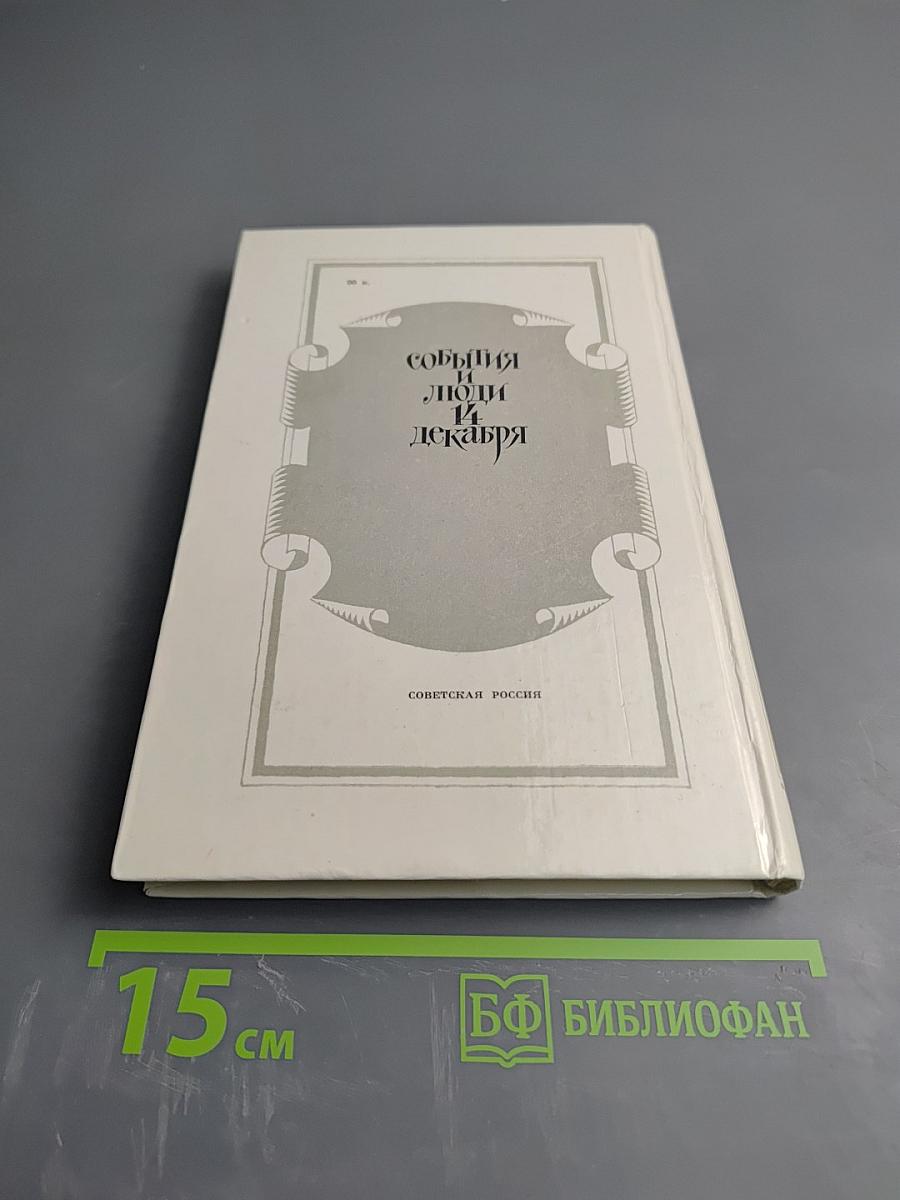 СОБЫТИЯ
И
ЛЮДИ
14
ДЕКАБРЯ
СОВЕТСКАЯ РОССИЯ
15 см
БФ БИБЛИОФАН